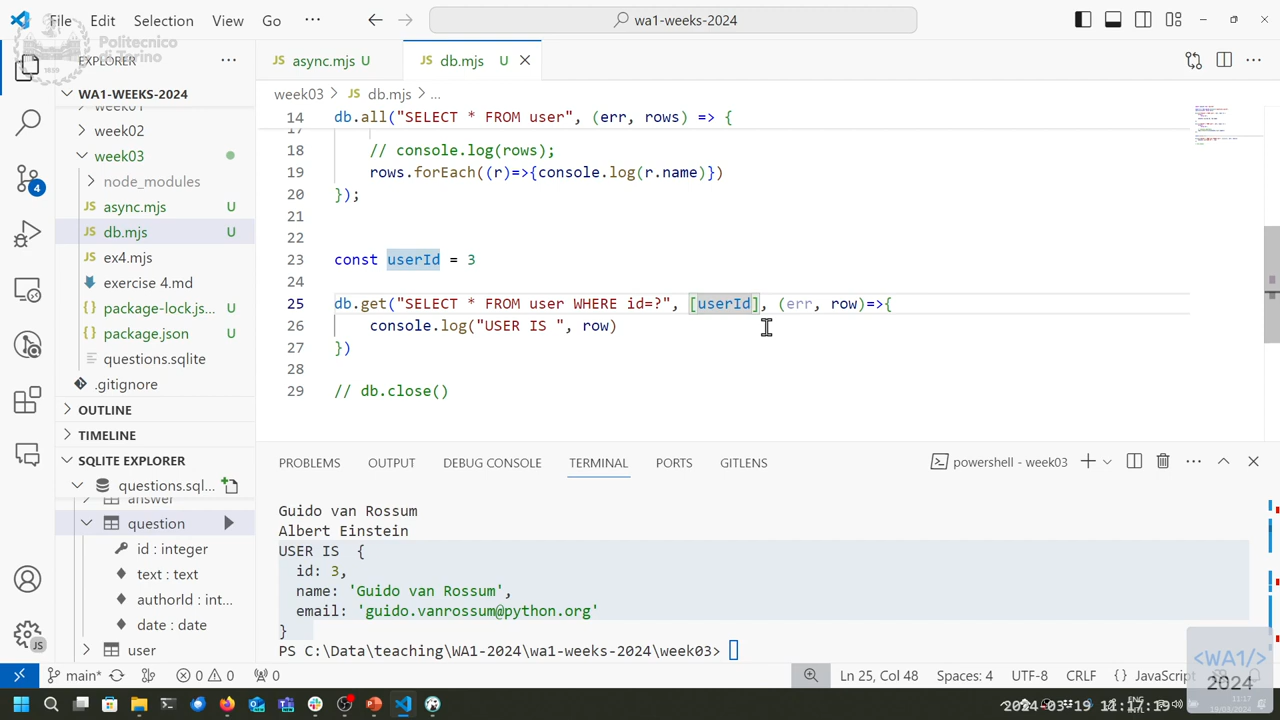 File Edit Selection View Go ··· wa1-weeks-2024
Politecnico
di Torino
EXPLORER ···
JS async.mjs U
JS db.mjs U
WA1-WEEKS-2024
week01
week02
week03
node_modules
JS async.mjs U
JS db.mjs U
JS ex4.mjs
exercise 4.md
{} package-lock.js... U
{} package.json U
questions.sqlite
.gitignore
OUTLINE
TIMELINE
SQLITE EXPLORER
questions.sql...
answer
question
id : integer
text : text
authorId : int...
date : date
user
week03 > JS db.mjs > ...
14 db.all("SELECT * FROM user", (err, rows) => {
17
18 // console.log(rows);
19 rows.forEach((r)=>{console.log(r.name)})
20 });
21
22
23 const userId = 3
24
25 db.get("SELECT * FROM user WHERE id=?", [userId], (err, row)=>{
26 console.log("USER IS ", row)
27 })
28
29 // db.close()
PROBLEMS OUTPUT DEBUG CONSOLE TERMINAL PORTS GITLENS powershell - week03
Guido van Rossum
Albert Einstein
USER IS {
id: 3,
name: 'Guido van Rossum',
email: 'guido.vanrossum@python.org'
}
PS C:\Data\teaching\WA1-2024\wa1-weeks-2024\week03>
main* 0 0 0 Ln 25, Col 48 Spaces: 4 UTF-8 CRLF {} JavaScript
<WA1/>
2024